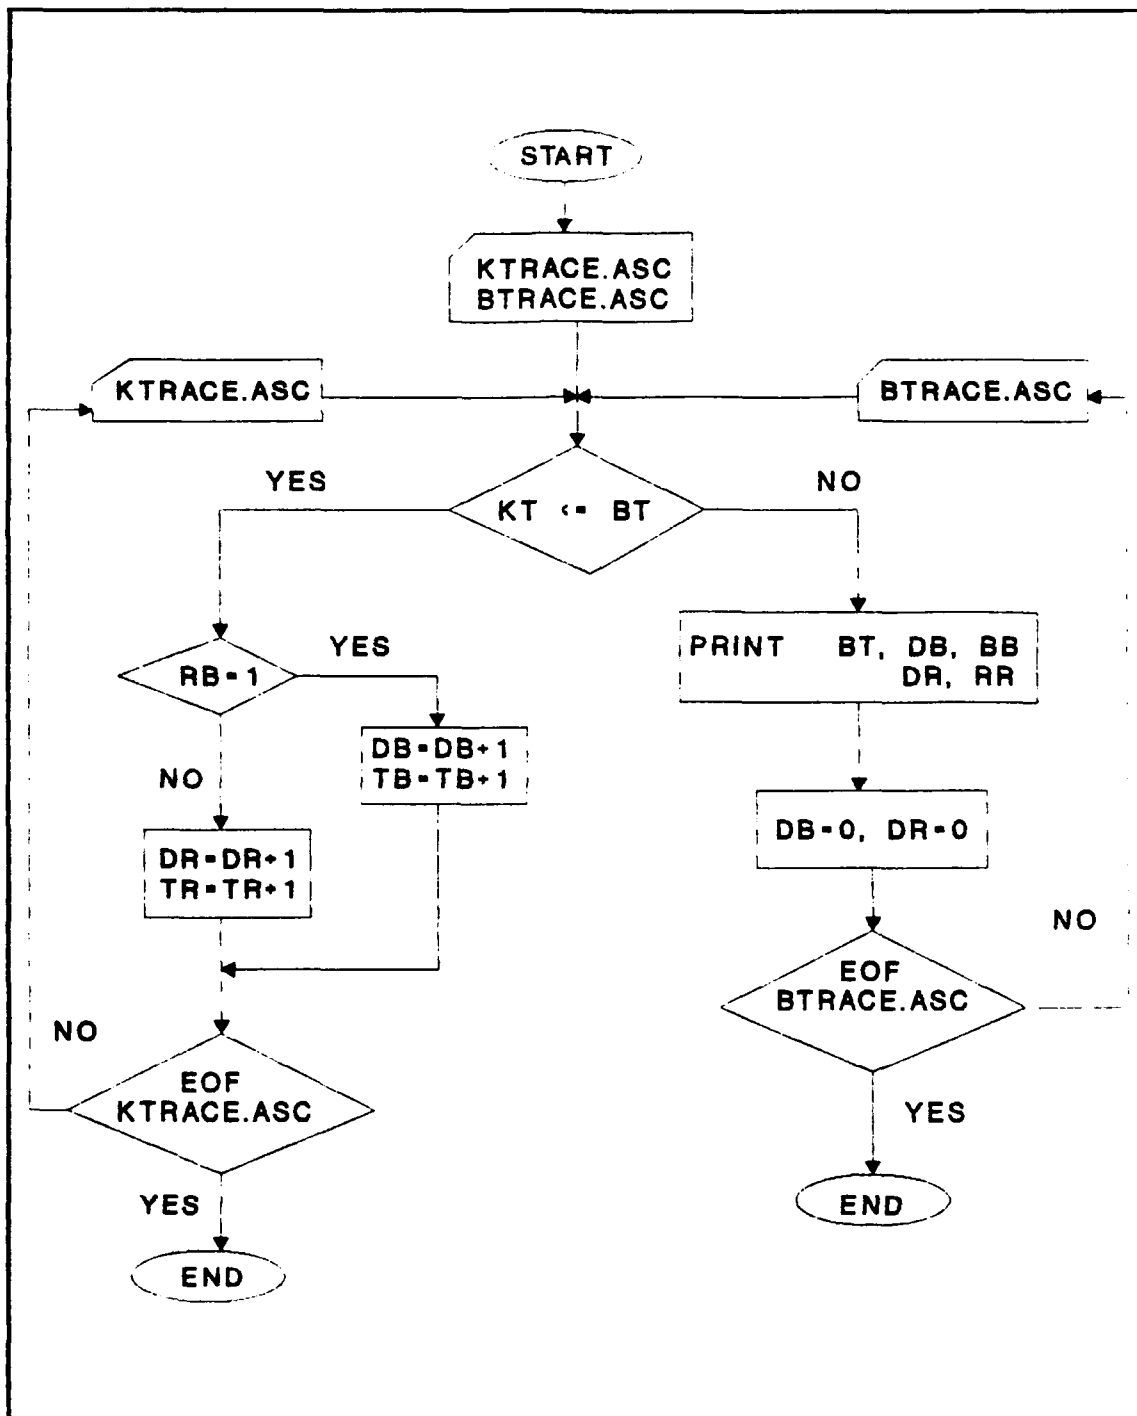 START
KTRACE.ASC
BTRACE.ASC
KTRACE.ASC
BTRACE.ASC
YES
NO
KT <= BT
YES
RB=1
PRINT BT, DB, BB
DR, RR
DB=DB+1
TB=TB+1
NO
DR=DR+1
TR=TR+1
DB=0, DR=0
NO
EOF
BTRACE.ASC
NO
EOF
KTRACE.ASC
YES
YES
END
END